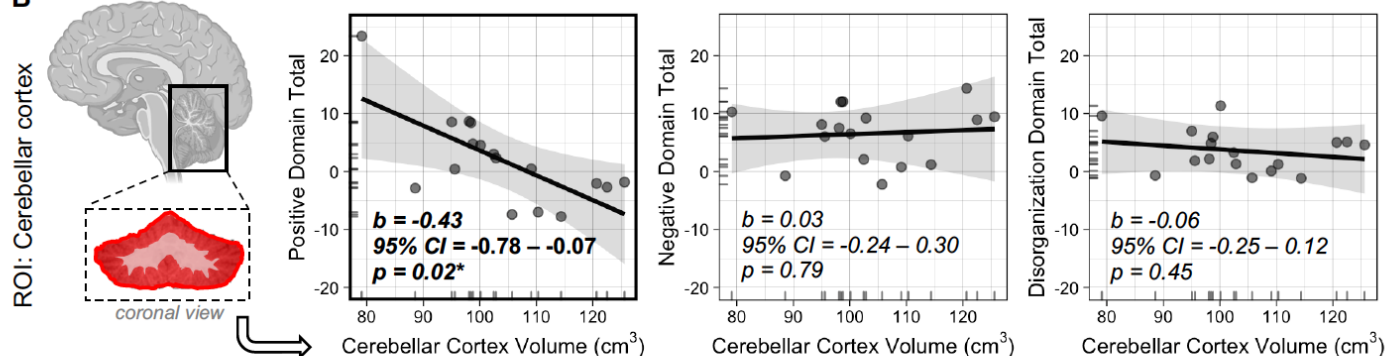 B
ROI: Cerebellar cortex
coronal view
Positive Domain Total
20
10
0
-10
-20
b = -0.43
95% CI = -0.78 – -0.07
p = 0.02*
80 90 100 110 120
Cerebellar Cortex Volume (cm³)
Negative Domain Total
20
10
0
-10
-20
b = 0.03
95% CI = -0.24 – 0.30
p = 0.79
80 90 100 110 120
Cerebellar Cortex Volume (cm³)
Disorganization Domain Total
20
10
0
-10
-20
b = -0.06
95% CI = -0.25 – 0.12
p = 0.45
80 90 100 110 120
Cerebellar Cortex Volume (cm³)